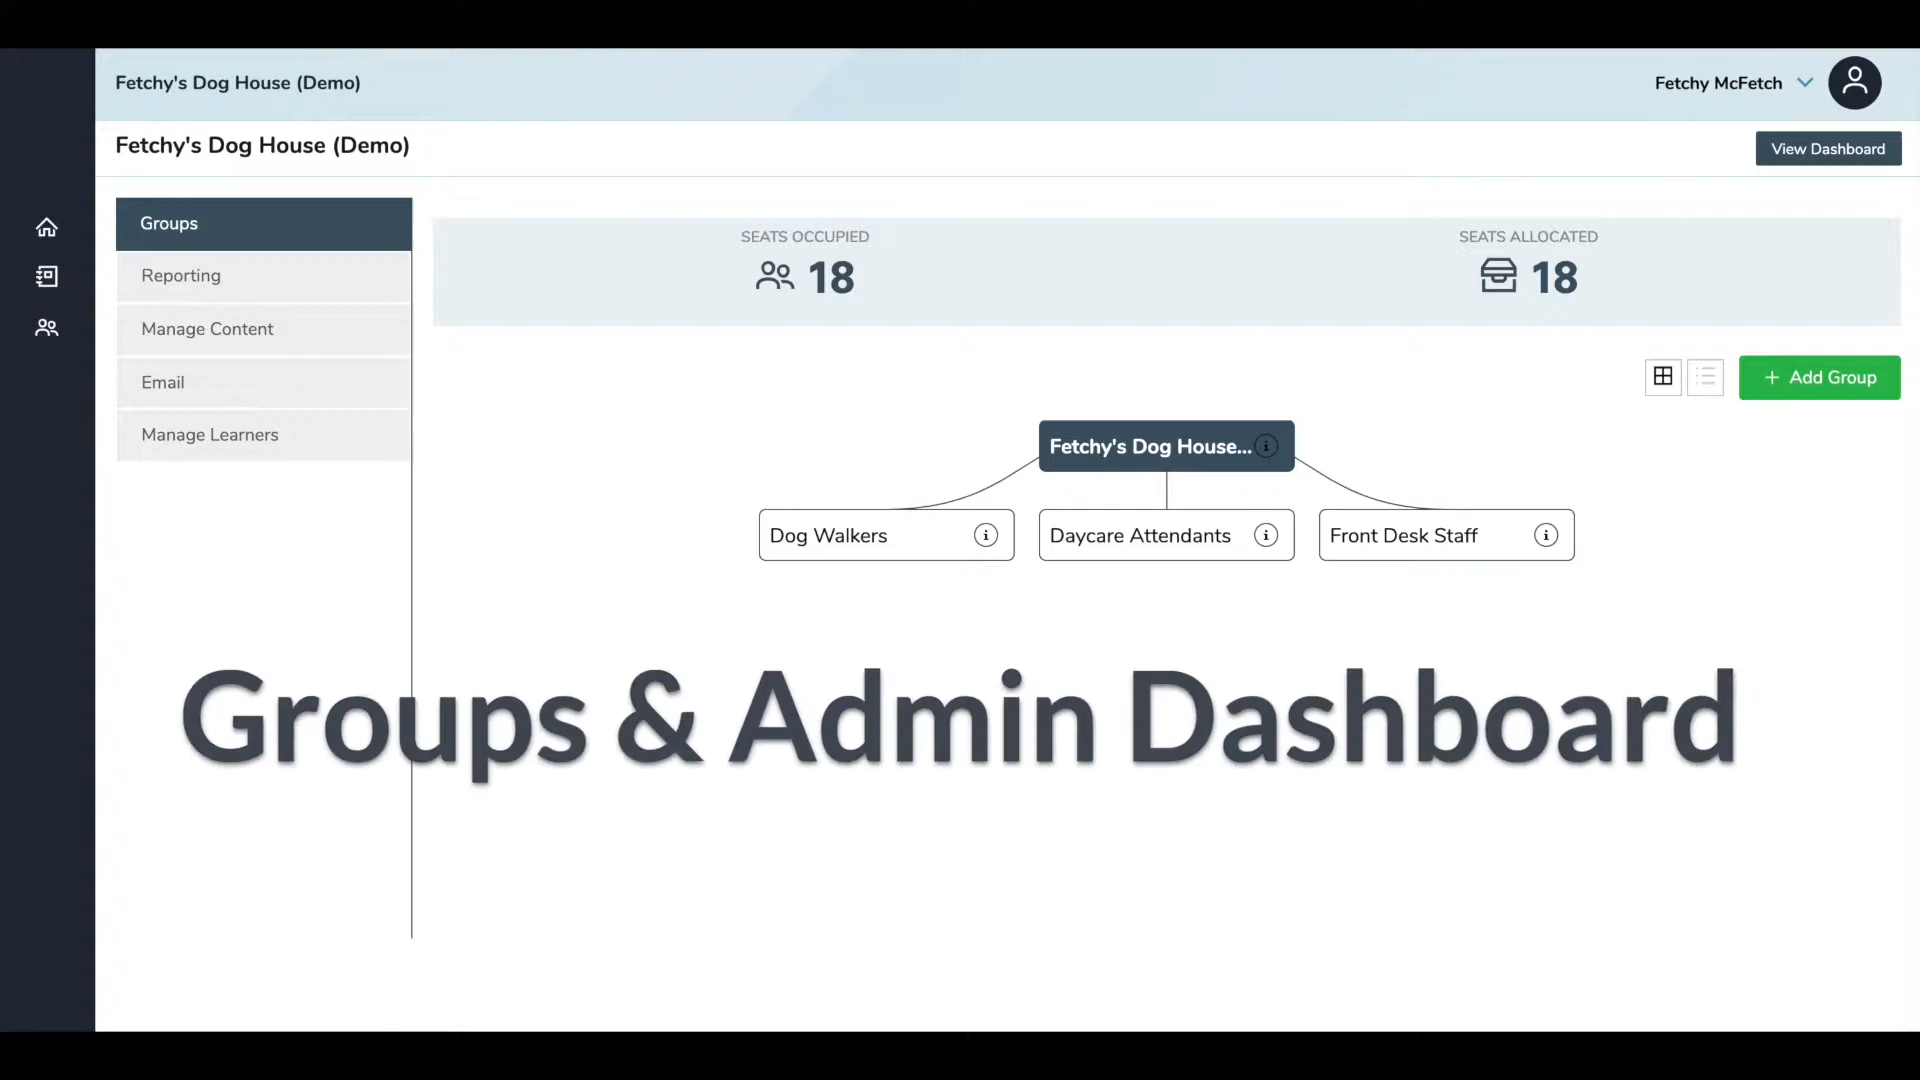 Fetchy's Dog House (Demo)
Fetchy McFetch
Fetchy's Dog House (Demo)
View Dashboard
Groups
Reporting
Manage Content
Email
Manage Learners
SEATS OCCUPIED
18
SEATS ALLOCATED
18
+ Add Group
Fetchy's Dog House...
Dog Walkers
Daycare Attendants
Front Desk Staff
Groups & Admin Dashboard